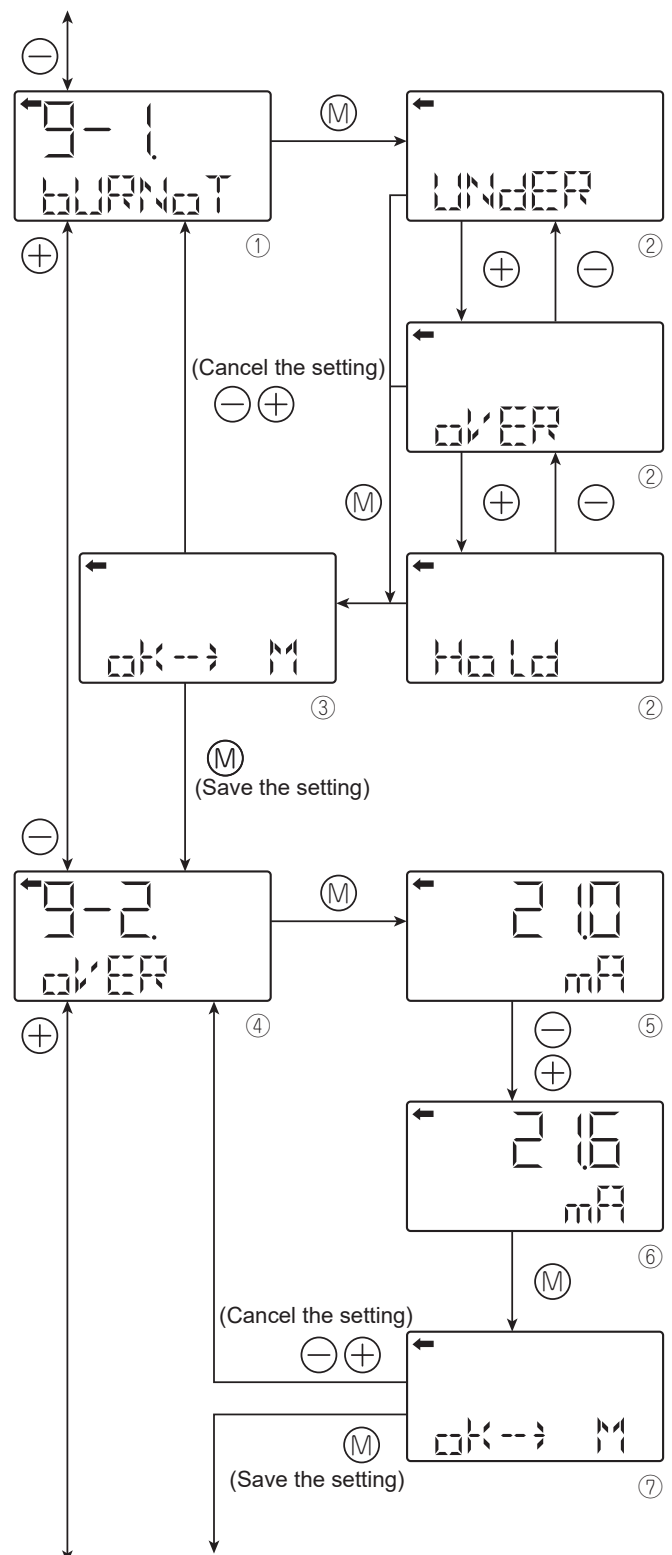 ⊖
9-1.
bURNoT
①
Ⓜ
UNdER
②
⊕
⊕ ⊖
(Cancel the setting)
⊖⊕
oVER
②
Ⓜ
⊕ ⊖
oK--→ M
③
HoLd
②
Ⓜ
(Save the setting)
⊖
9-2.
oVER
④
Ⓜ
21.0
mA
⑤
⊕
⊖
⊕
21.6
mA
⑥
Ⓜ
(Cancel the setting)
⊖⊕
oK--→ M
⑦
Ⓜ
(Save the setting)